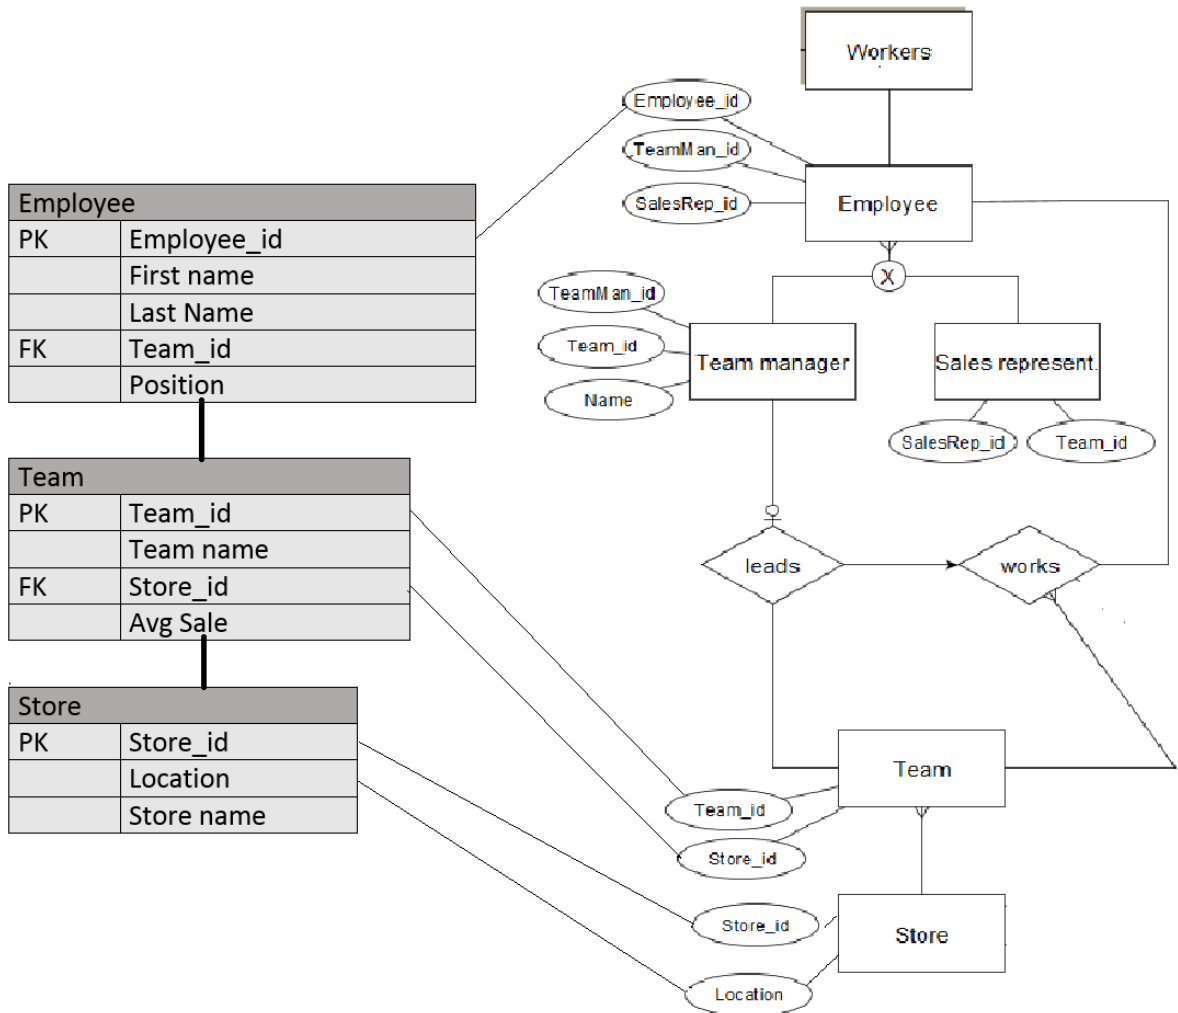 Employee
PK Employee_id
First name
Last Name
FK Team_id
Position
Team
PK Team_id
Team name
FK Store_id
Avg Sale
Store
PK Store_id
Location
Store name
Workers
Employee_id
TeamMan_id
SalesRep_id
Employee
X
TeamMan_id
Team_id
Name
Team manager
Sales represent.
SalesRep_id
Team_id
leads
works
Team
Team_id
Store_id
Store_id
Store
Location